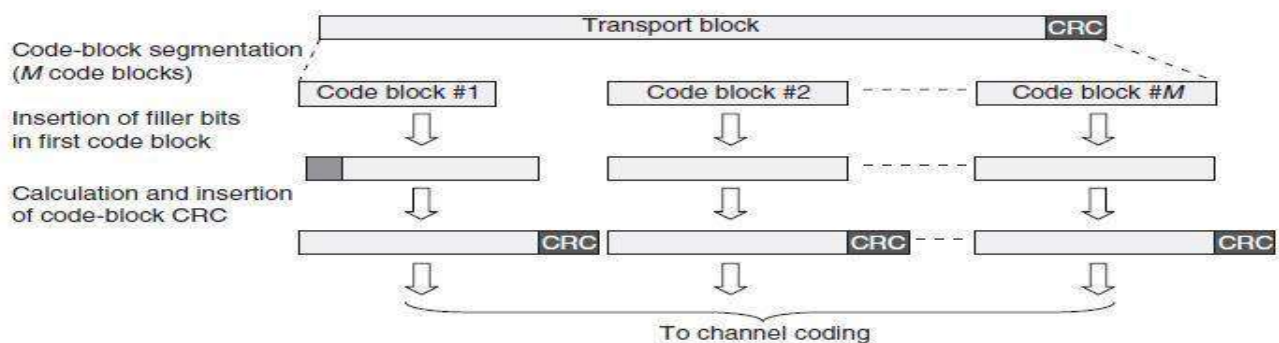 Transport block CRC
Code-block segmentation
(M code blocks)
Code block #1 Code block #2 Code block #M
Insertion of filler bits
in first code block
Calculation and insertion
of code-block CRC
CRC CRC CRC
To channel coding